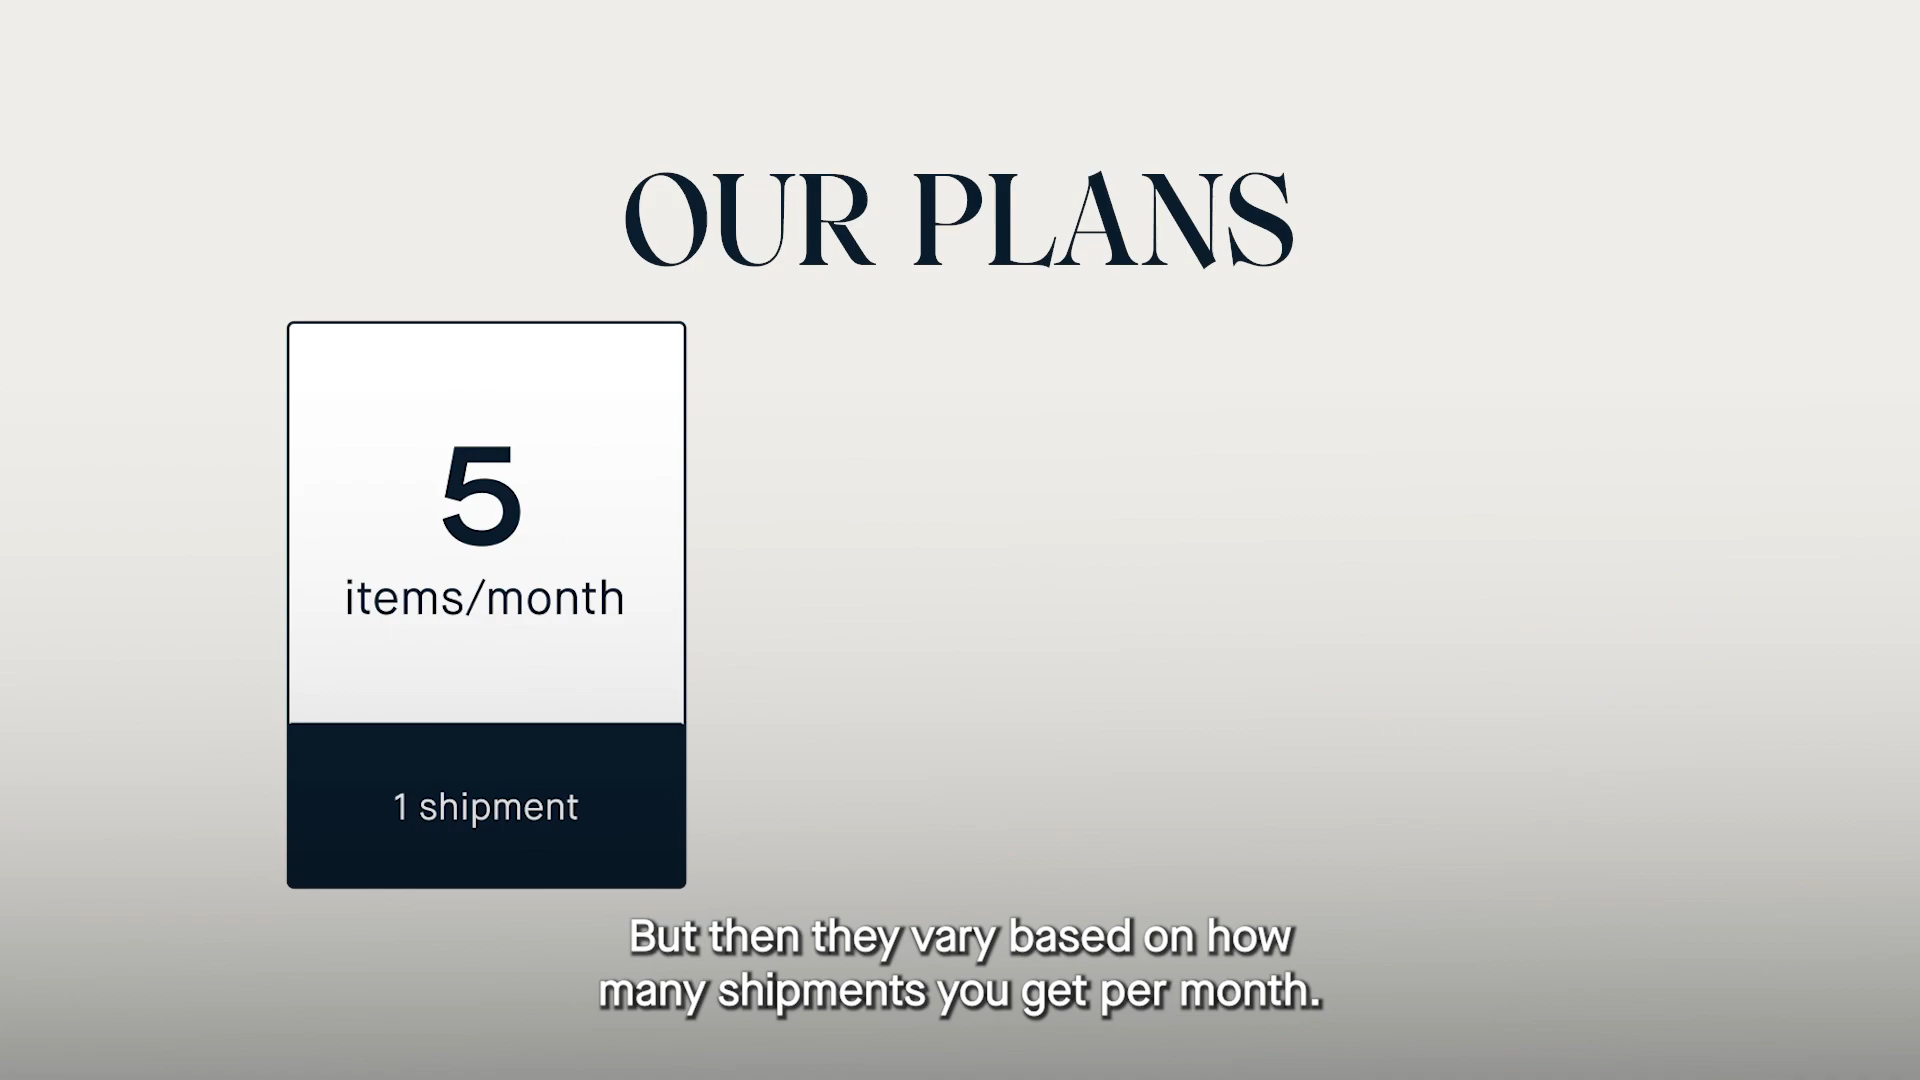 OUR PLANS
5
items/month
1 shipment
But then they vary based on how
many shipments you get per month.